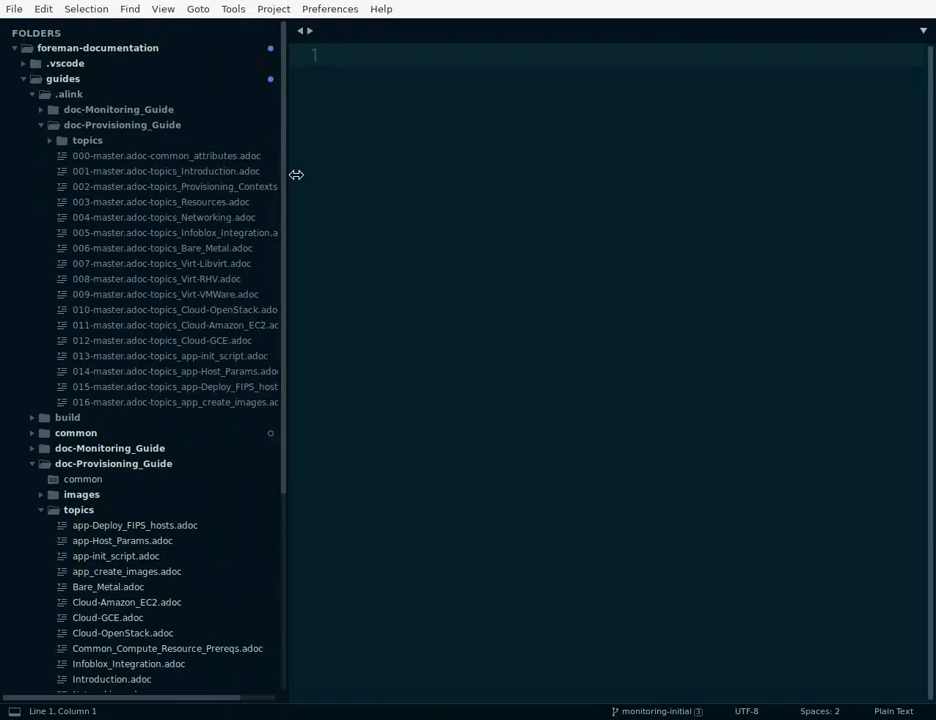 File Edit Selection Find View Goto Tools Project Preferences Help
FOLDERS
foreman-documentation
.vscode
guides
.alink
doc-Monitoring_Guide
doc-Provisioning_Guide
topics
000-master.adoc-common_attributes.adoc
001-master.adoc-topics_Introduction.adoc
002-master.adoc-topics_Provisioning_Contexts
003-master.adoc-topics_Resources.adoc
004-master.adoc-topics_Networking.adoc
005-master.adoc-topics_Infoblox_Integration.a
006-master.adoc-topics_Bare_Metal.adoc
007-master.adoc-topics_Virt-Libvirt.adoc
008-master.adoc-topics_Virt-RHV.adoc
009-master.adoc-topics_Virt-VMWare.adoc
010-master.adoc-topics_Cloud-OpenStack.ado
011-master.adoc-topics_Cloud-Amazon_EC2.ac
012-master.adoc-topics_Cloud-GCE.adoc
013-master.adoc-topics_app-init_script.adoc
014-master.adoc-topics_app-Host_Params.ado
015-master.adoc-topics_app-Deploy_FIPS_host
016-master.adoc-topics_app_create_images.ac
build
common
doc-Monitoring_Guide
doc-Provisioning_Guide
common
images
topics
app-Deploy_FIPS_hosts.adoc
app-Host_Params.adoc
app-init_script.adoc
app_create_images.adoc
Bare_Metal.adoc
Cloud-Amazon_EC2.adoc
Cloud-GCE.adoc
Cloud-OpenStack.adoc
Common_Compute_Resource_Prereqs.adoc
Infoblox_Integration.adoc
Introduction.adoc
1
Line 1, Column 1 monitoring-initial 3 UTF-8 Spaces: 2 Plain Text